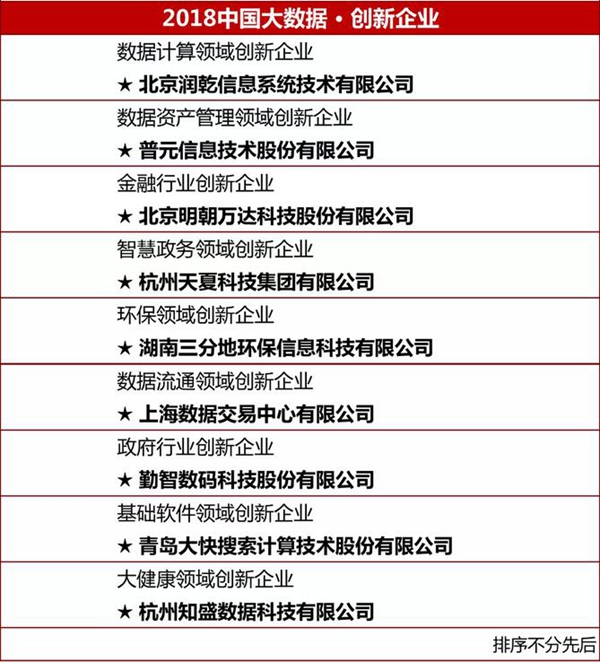 2018中国大数据·创新企业
数据计算领域创新企业
★ 北京润乾信息系统技术有限公司
数据资产管理领域创新企业
★ 普元信息技术股份有限公司
金融行业创新企业
★ 北京明朝万达科技股份有限公司
智慧政务领域创新企业
★ 杭州天夏科技集团有限公司
环保领域创新企业
★ 湖南三分地环保信息科技有限公司
数据流通领域创新企业
★ 上海数据交易中心有限公司
政府行业创新企业
★ 勤智数码科技股份有限公司
基础软件领域创新企业
★ 青岛大快搜索计算技术股份有限公司
大健康领域创新企业
★ 杭州知盛数据科技有限公司
排序不分先后